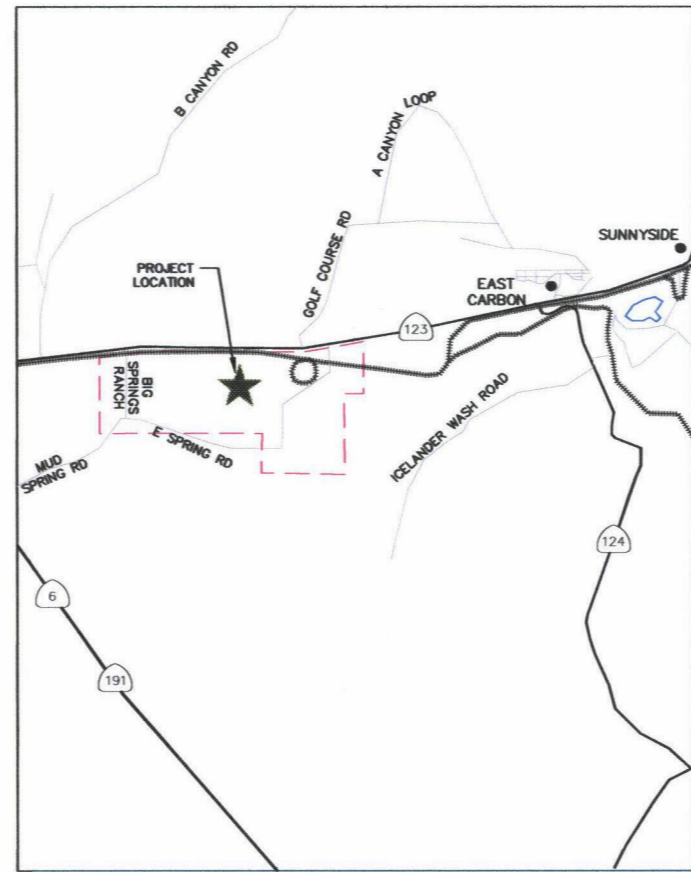 B CANYON RD
A CANYON LOOP
GOLF COURSE RD
SUNNYSIDE
PROJECT
LOCATION
EAST
CARBON
123
BIG
SPRINGS
RANCH
E SPRING RD
MUD
SPRING RD
ICELANDER WASH ROAD
124
6
191